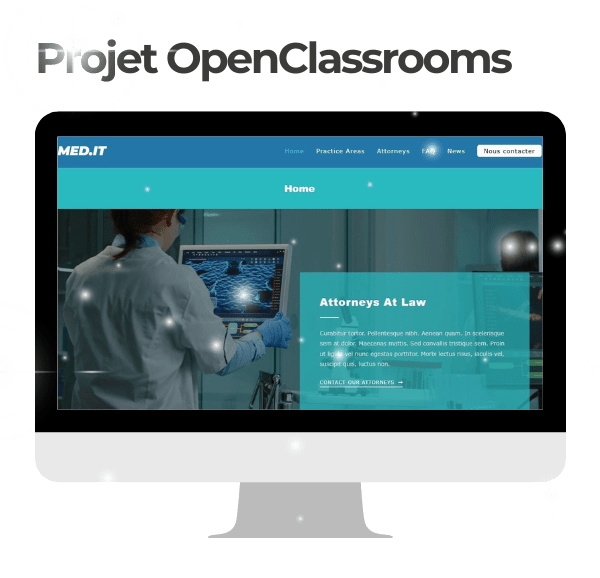 Projet OpenClassrooms
MED.IT
Home Practice Areas Attorneys FAQ News Nous contacter
Home
Attorneys At Law
Curabitur tortor. Pellentesque nibh. Aenean quam. In scelerisque
sem at dolor. Maecenas mattis. Sed convallis tristique sem. Proin
ut ligula vel nunc egestas porttitor. Morbi lectus risus, iaculis vel,
suscipit quis, luctus non.
CONTACT OUR ATTORNEYS →